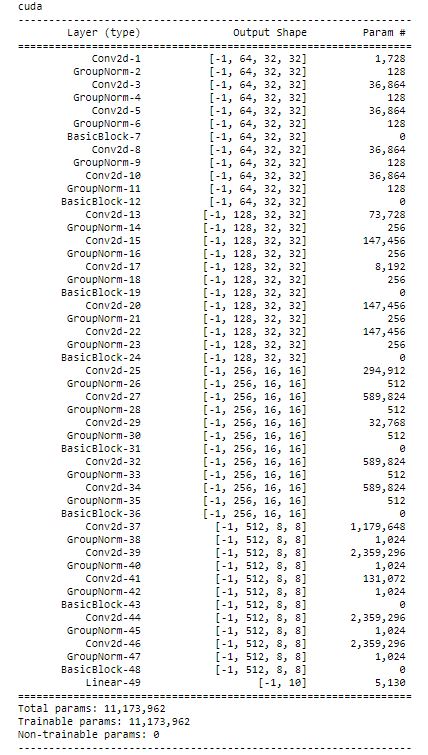 cuda
----------------------------------------------------------------
Layer (type) Output Shape Param #
================================================================
Conv2d-1 [-1, 64, 32, 32] 1,728
GroupNorm-2 [-1, 64, 32, 32] 128
Conv2d-3 [-1, 64, 32, 32] 36,864
GroupNorm-4 [-1, 64, 32, 32] 128
Conv2d-5 [-1, 64, 32, 32] 36,864
GroupNorm-6 [-1, 64, 32, 32] 128
BasicBlock-7 [-1, 64, 32, 32] 0
Conv2d-8 [-1, 64, 32, 32] 36,864
GroupNorm-9 [-1, 64, 32, 32] 128
Conv2d-10 [-1, 64, 32, 32] 36,864
GroupNorm-11 [-1, 64, 32, 32] 128
BasicBlock-12 [-1, 64, 32, 32] 0
Conv2d-13 [-1, 128, 32, 32] 73,728
GroupNorm-14 [-1, 128, 32, 32] 256
Conv2d-15 [-1, 128, 32, 32] 147,456
GroupNorm-16 [-1, 128, 32, 32] 256
Conv2d-17 [-1, 128, 32, 32] 8,192
GroupNorm-18 [-1, 128, 32, 32] 256
BasicBlock-19 [-1, 128, 32, 32] 0
Conv2d-20 [-1, 128, 32, 32] 147,456
GroupNorm-21 [-1, 128, 32, 32] 256
Conv2d-22 [-1, 128, 32, 32] 147,456
GroupNorm-23 [-1, 128, 32, 32] 256
BasicBlock-24 [-1, 128, 32, 32] 0
Conv2d-25 [-1, 256, 16, 16] 294,912
GroupNorm-26 [-1, 256, 16, 16] 512
Conv2d-27 [-1, 256, 16, 16] 589,824
GroupNorm-28 [-1, 256, 16, 16] 512
Conv2d-29 [-1, 256, 16, 16] 32,768
GroupNorm-30 [-1, 256, 16, 16] 512
BasicBlock-31 [-1, 256, 16, 16] 0
Conv2d-32 [-1, 256, 16, 16] 589,824
GroupNorm-33 [-1, 256, 16, 16] 512
Conv2d-34 [-1, 256, 16, 16] 589,824
GroupNorm-35 [-1, 256, 16, 16] 512
BasicBlock-36 [-1, 256, 16, 16] 0
Conv2d-37 [-1, 512, 8, 8] 1,179,648
GroupNorm-38 [-1, 512, 8, 8] 1,024
Conv2d-39 [-1, 512, 8, 8] 2,359,296
GroupNorm-40 [-1, 512, 8, 8] 1,024
Conv2d-41 [-1, 512, 8, 8] 131,072
GroupNorm-42 [-1, 512, 8, 8] 1,024
BasicBlock-43 [-1, 512, 8, 8] 0
Conv2d-44 [-1, 512, 8, 8] 2,359,296
GroupNorm-45 [-1, 512, 8, 8] 1,024
Conv2d-46 [-1, 512, 8, 8] 2,359,296
GroupNorm-47 [-1, 512, 8, 8] 1,024
BasicBlock-48 [-1, 512, 8, 8] 0
Linear-49 [-1, 10] 5,130
================================================================
Total params: 11,173,962
Trainable params: 11,173,962
Non-trainable params: 0
----------------------------------------------------------------